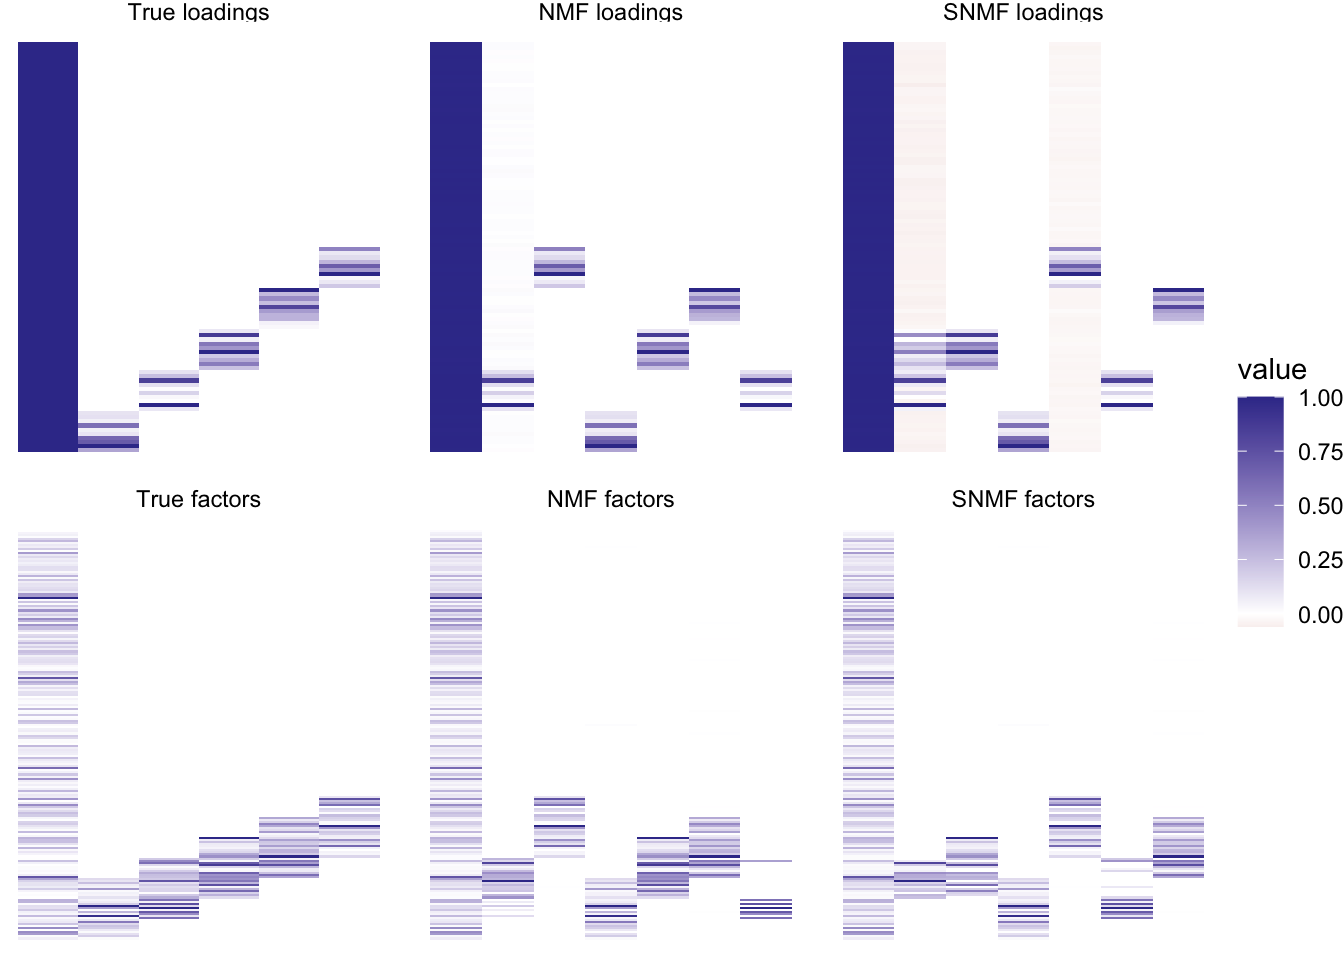 True loadings
NMF loadings
SNMF loadings
value
1.00
0.75
0.50
0.25
0.00
True factors
NMF factors
SNMF factors